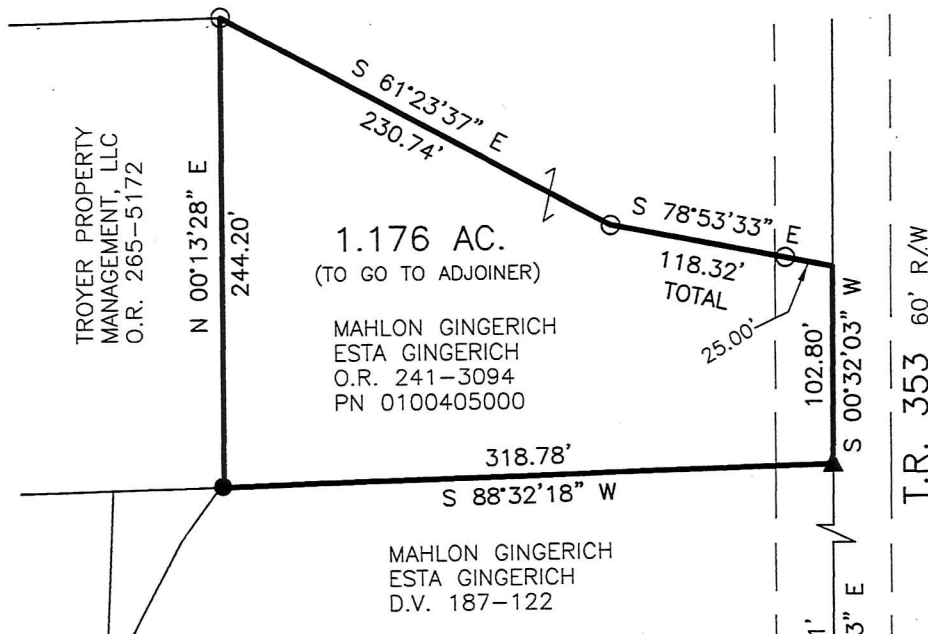 S 61°23'37" E
230.74'
TROYER PROPERTY
MANAGEMENT, LLC
O.R. 265-5172
N 00°13'28" E
244.20'
1.176 AC.
(TO GO TO ADJOINER)
S 78°53'33" E
118.32'
TOTAL
25.00'
MAHLON GINGERICH
ESTA GINGERICH
O.R. 241-3094
PN 0100405000
102.80'
S 00°32'03" W
T.R. 353 60' R/W
318.78'
S 88°32'18" W
MAHLON GINGERICH
ESTA GINGERICH
D.V. 187-122
1'
3" E